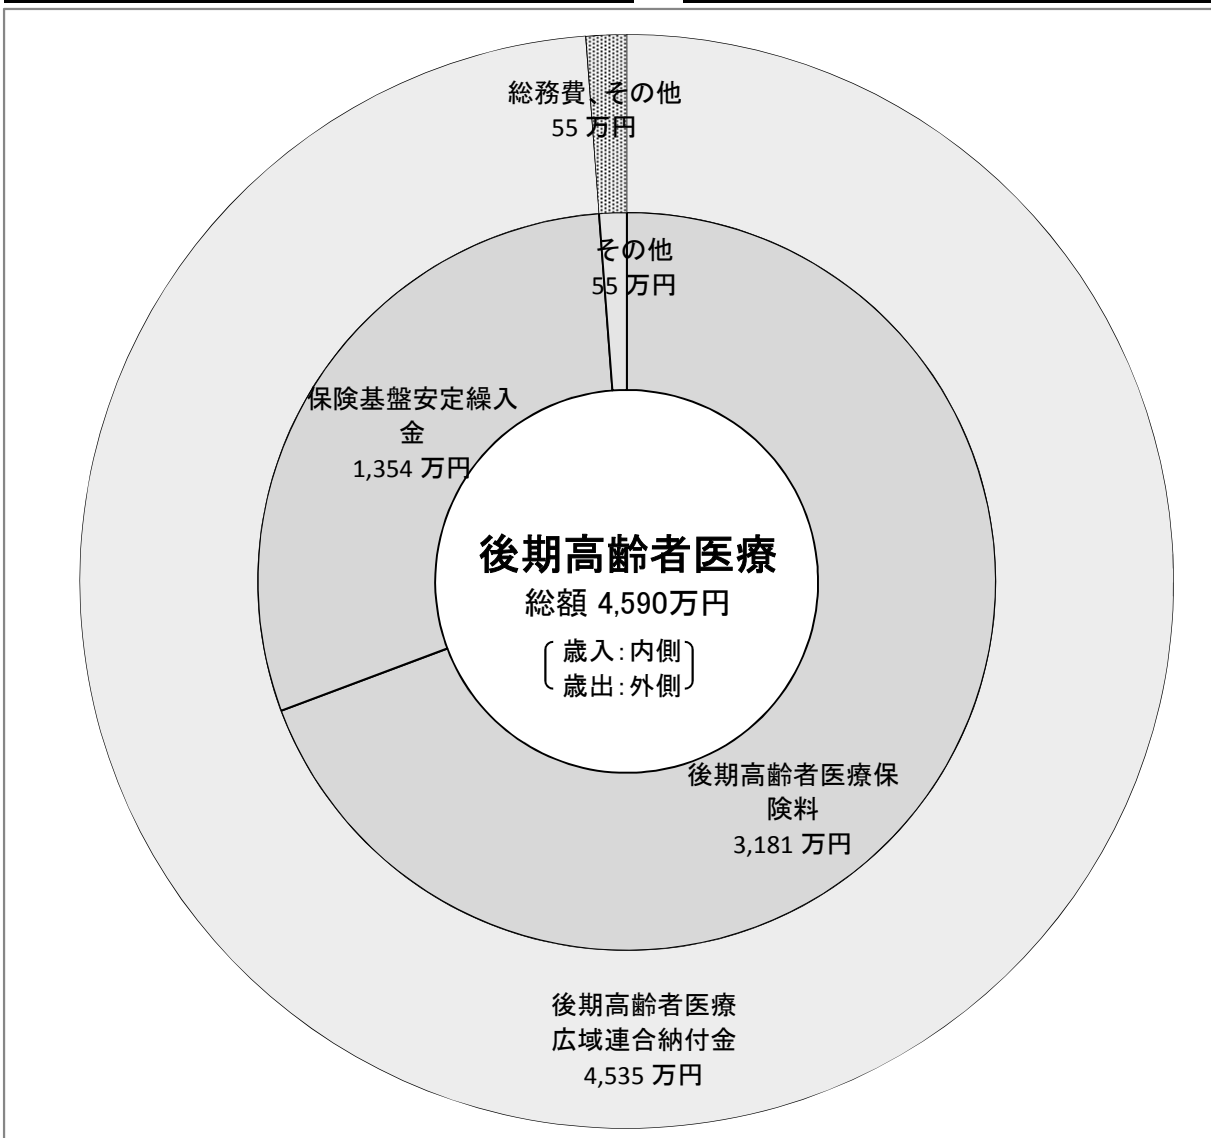 総務費、その他
55 万円
その他
55 万円
保険基盤安定繰入
金
1,354 万円
後期高齢者医療
総額 4,590万円
歳入:内側
歳出:外側
後期高齢者医療保
険料
3,181 万円
後期高齢者医療
広域連合納付金
4,535 万円